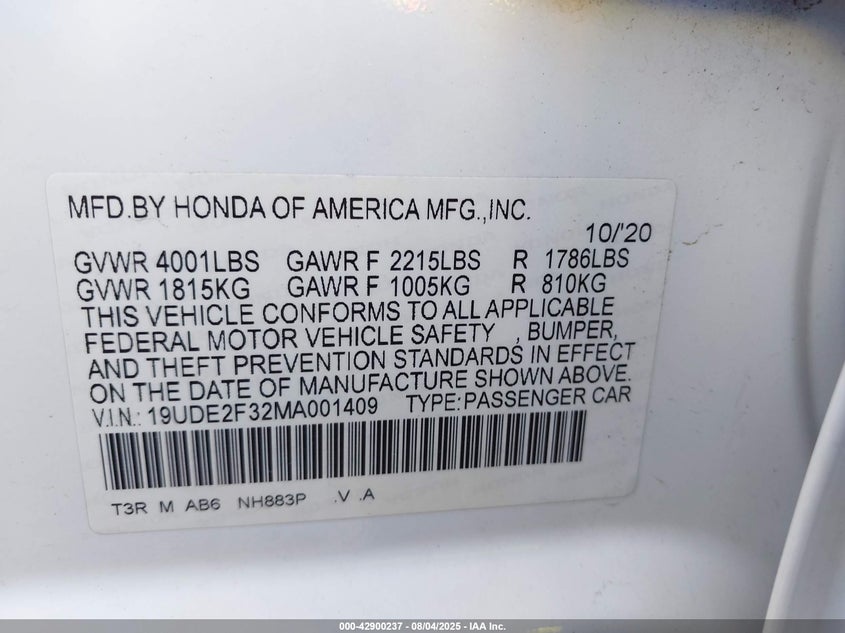 MFD.BY HONDA OF AMERICA MFG.,INC.
10/'20
GVWR 4001LBS GAWR F 2215LBS R 1786LBS
GVWR 1815KG GAWR F 1005KG R 810KG
THIS VEHICLE CONFORMS TO ALL APPLICABLE
FEDERAL MOTOR VEHICLE SAFETY , BUMPER,
AND THEFT PREVENTION STANDARDS IN EFFECT
ON THE DATE OF MANUFACTURE SHOWN ABOVE.
V.I.N.: 19UDE2F32MA001409 TYPE:PASSENGER CAR
T3R M AB6 NH883P .V .A
000-42900237 - 08/04/2025 - IAA Inc.